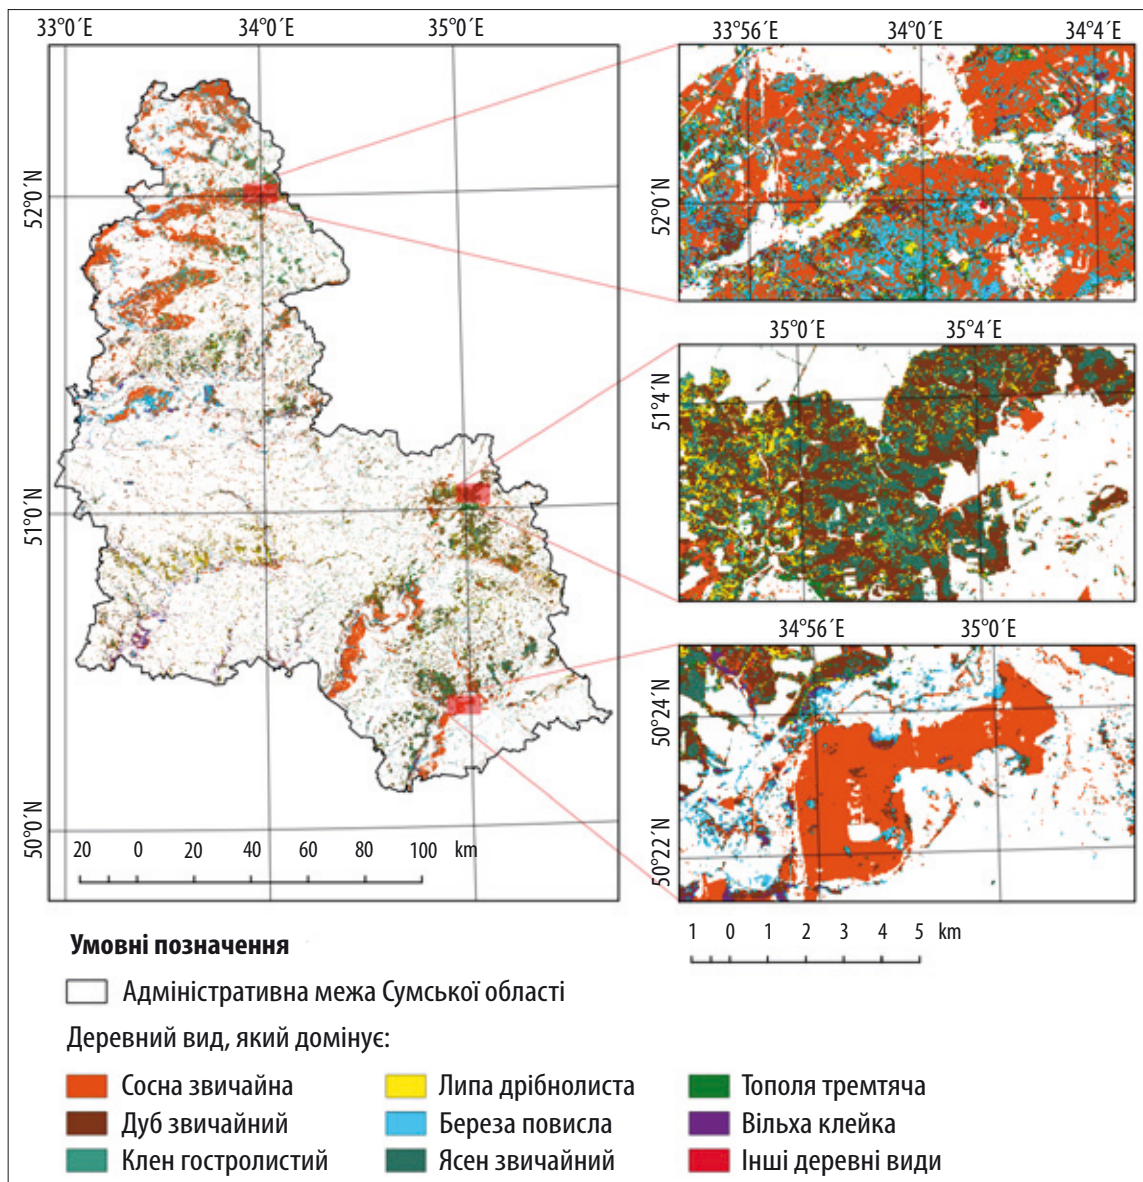 33°0´E 34°0´E 35°0´E
33°56´E 34°0´E 34°4´E
52°0´N
52°0´N
35°0´E 35°4´E
51°4´N
51°0´N
34°56´E 35°0´E
50°24´N
50°22´N
50°0´N
20 0 20 40 60 80 100 km
1 0 1 2 3 4 5 km
Умовні позначення
Адміністративна межа Сумської області
Деревний вид, який домінує:
Сосна звичайна Липа дрібнолиста Тополя тремтяча
Дуб звичайний Береза повисла Вільха клейка
Клен гостролистий Ясен звичайний Інші деревні види